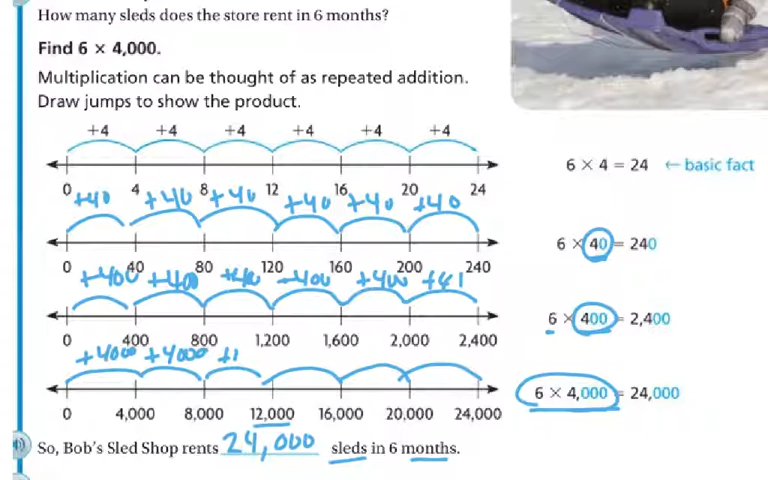 How many sleds does the store rent in 6 months?
Find 6 × 4,000.
Multiplication can be thought of as repeated addition.
Draw jumps to show the product.
+4 +4 +4 +4 +4 +4
0 4 8 12 16 20 24
6 × 4 = 24 ← basic fact
+40 +40 +40 +40 +40 +40
0 40 80 120 160 200 240
6 × 40 = 240
+400 +400 +400 +400
0 400 800 1,200 1,600 2,000 2,400
6 × 400 = 2,400
+4000 +4000
0 4,000 8,000 12,000 16,000 20,000 24,000
6 × 4,000 = 24,000
So, Bob's Sled Shop rents 24,000 sleds in 6 months.